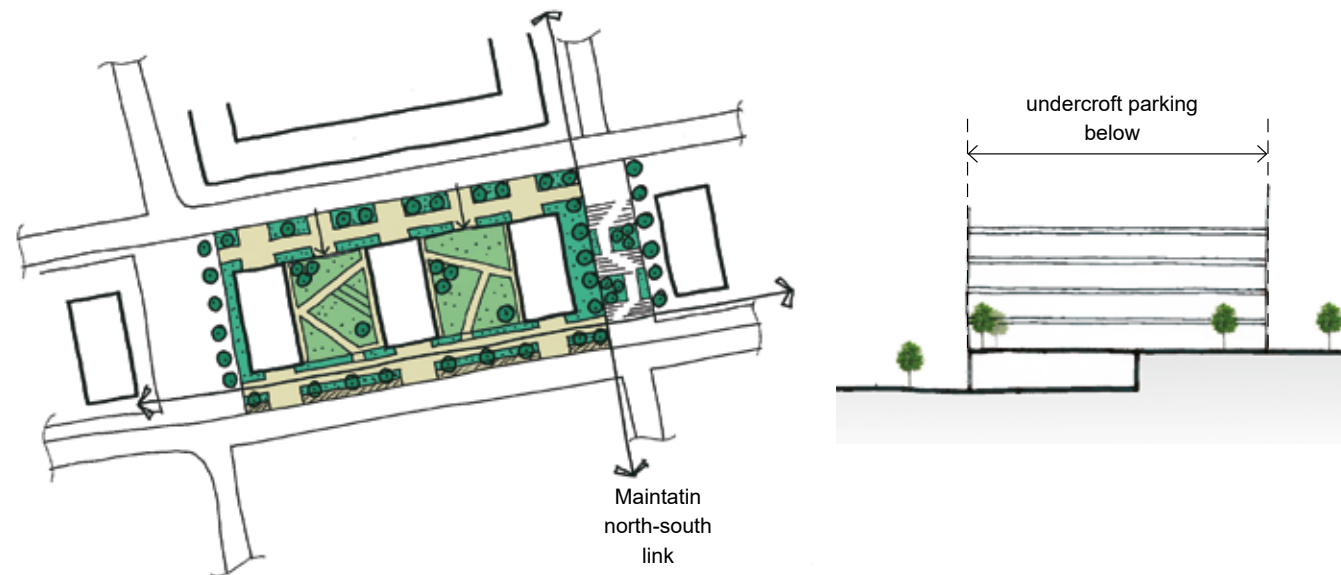 undercroft parking
below
Maintatin
north-south
link